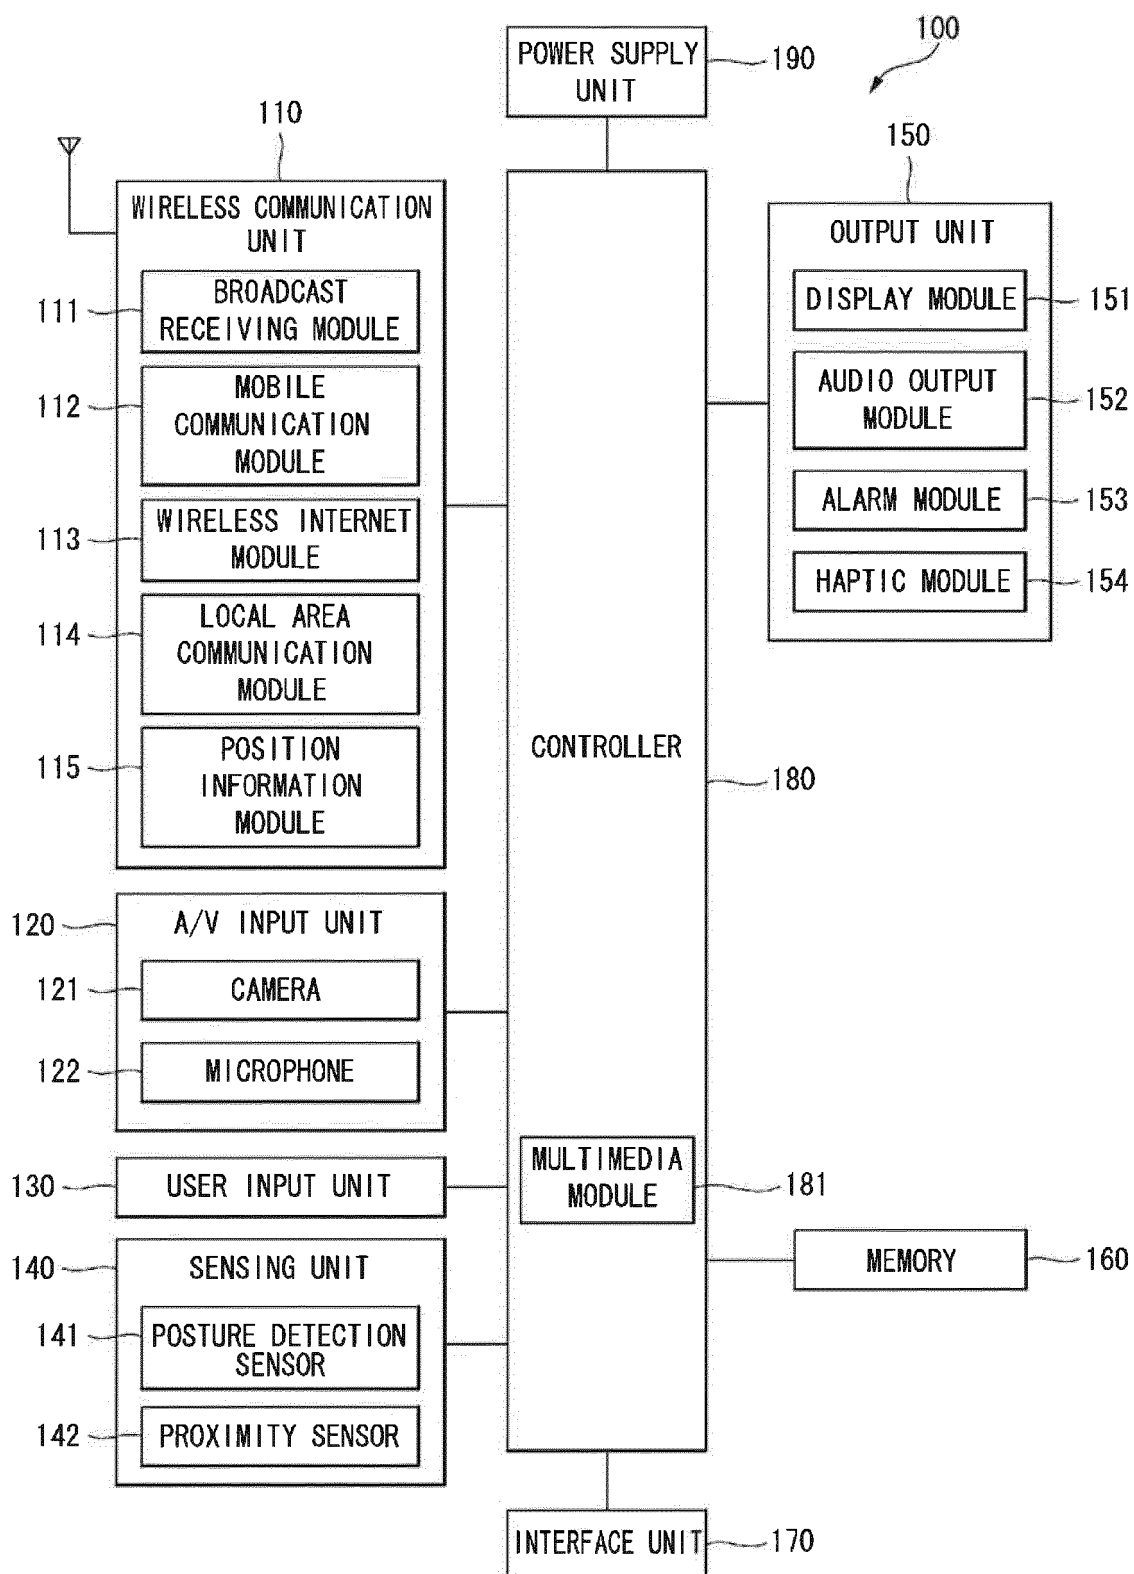 100
POWER SUPPLY
UNIT
190
110
WIRELESS COMMUNICATION
UNIT
111
BROADCAST
RECEIVING MODULE
112
MOBILE
COMMUNICATION
MODULE
113
WIRELESS INTERNET
MODULE
114
LOCAL AREA
COMMUNICATION
MODULE
115
POSITION
INFORMATION
MODULE
120
A/V INPUT UNIT
121
CAMERA
122
MICROPHONE
130
USER INPUT UNIT
140
SENSING UNIT
141
POSTURE DETECTION
SENSOR
142
PROXIMITY SENSOR
CONTROLLER
180
MULTIMEDIA
MODULE
181
150
OUTPUT UNIT
DISPLAY MODULE
151
AUDIO OUTPUT
MODULE
152
ALARM MODULE
153
HAPTIC MODULE
154
MEMORY
160
INTERFACE UNIT
170